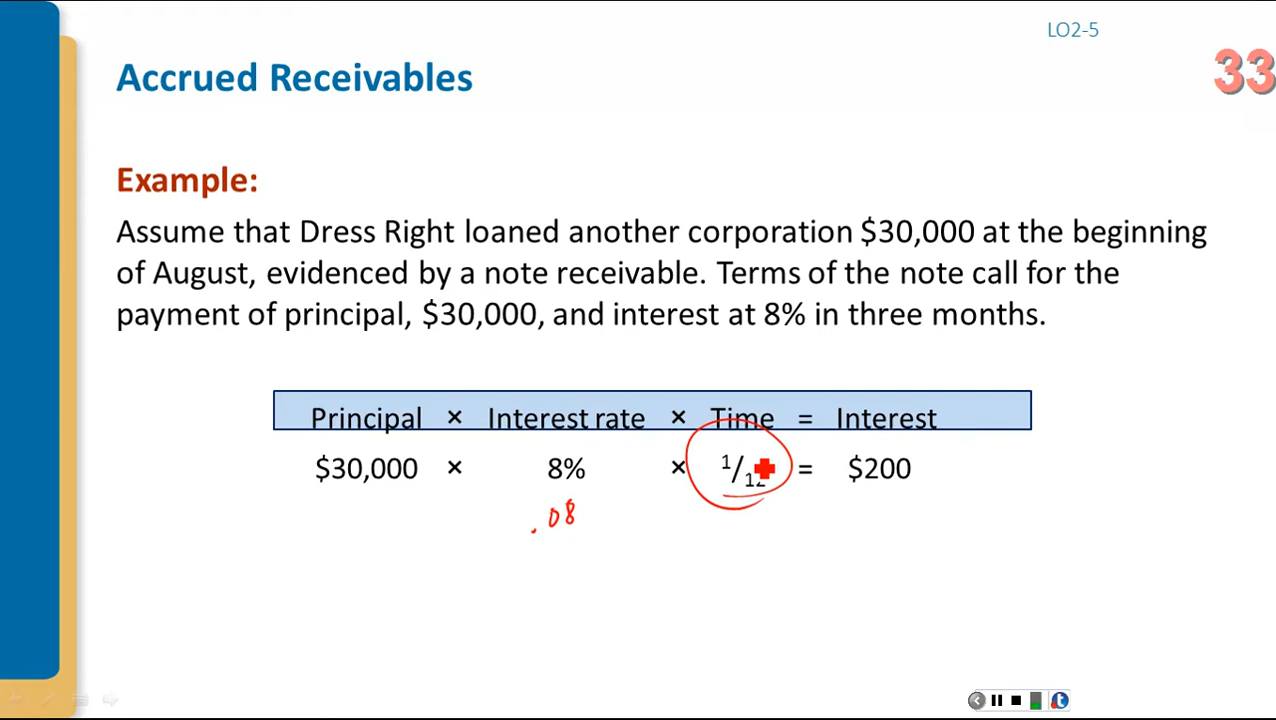 LO2-5
33
Accrued Receivables
Example:
Assume that Dress Right loaned another corporation $30,000 at the beginning
of August, evidenced by a note receivable. Terms of the note call for the
payment of principal, $30,000, and interest at 8% in three months.
Principal × Interest rate × Time = Interest
$30,000 × 8% × 1/12 = $200
.08